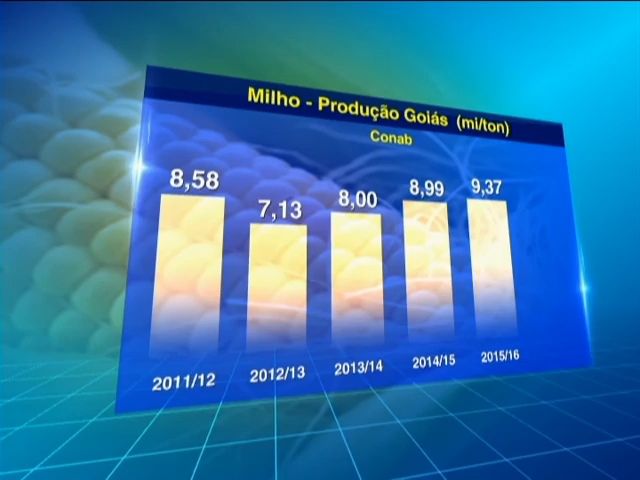 Milho - Produção Goiás (mi/ton)
Conab
8,58 7,13 8,00 8,99 9,37
2011/12 2012/13 2013/14 2014/15 2015/16